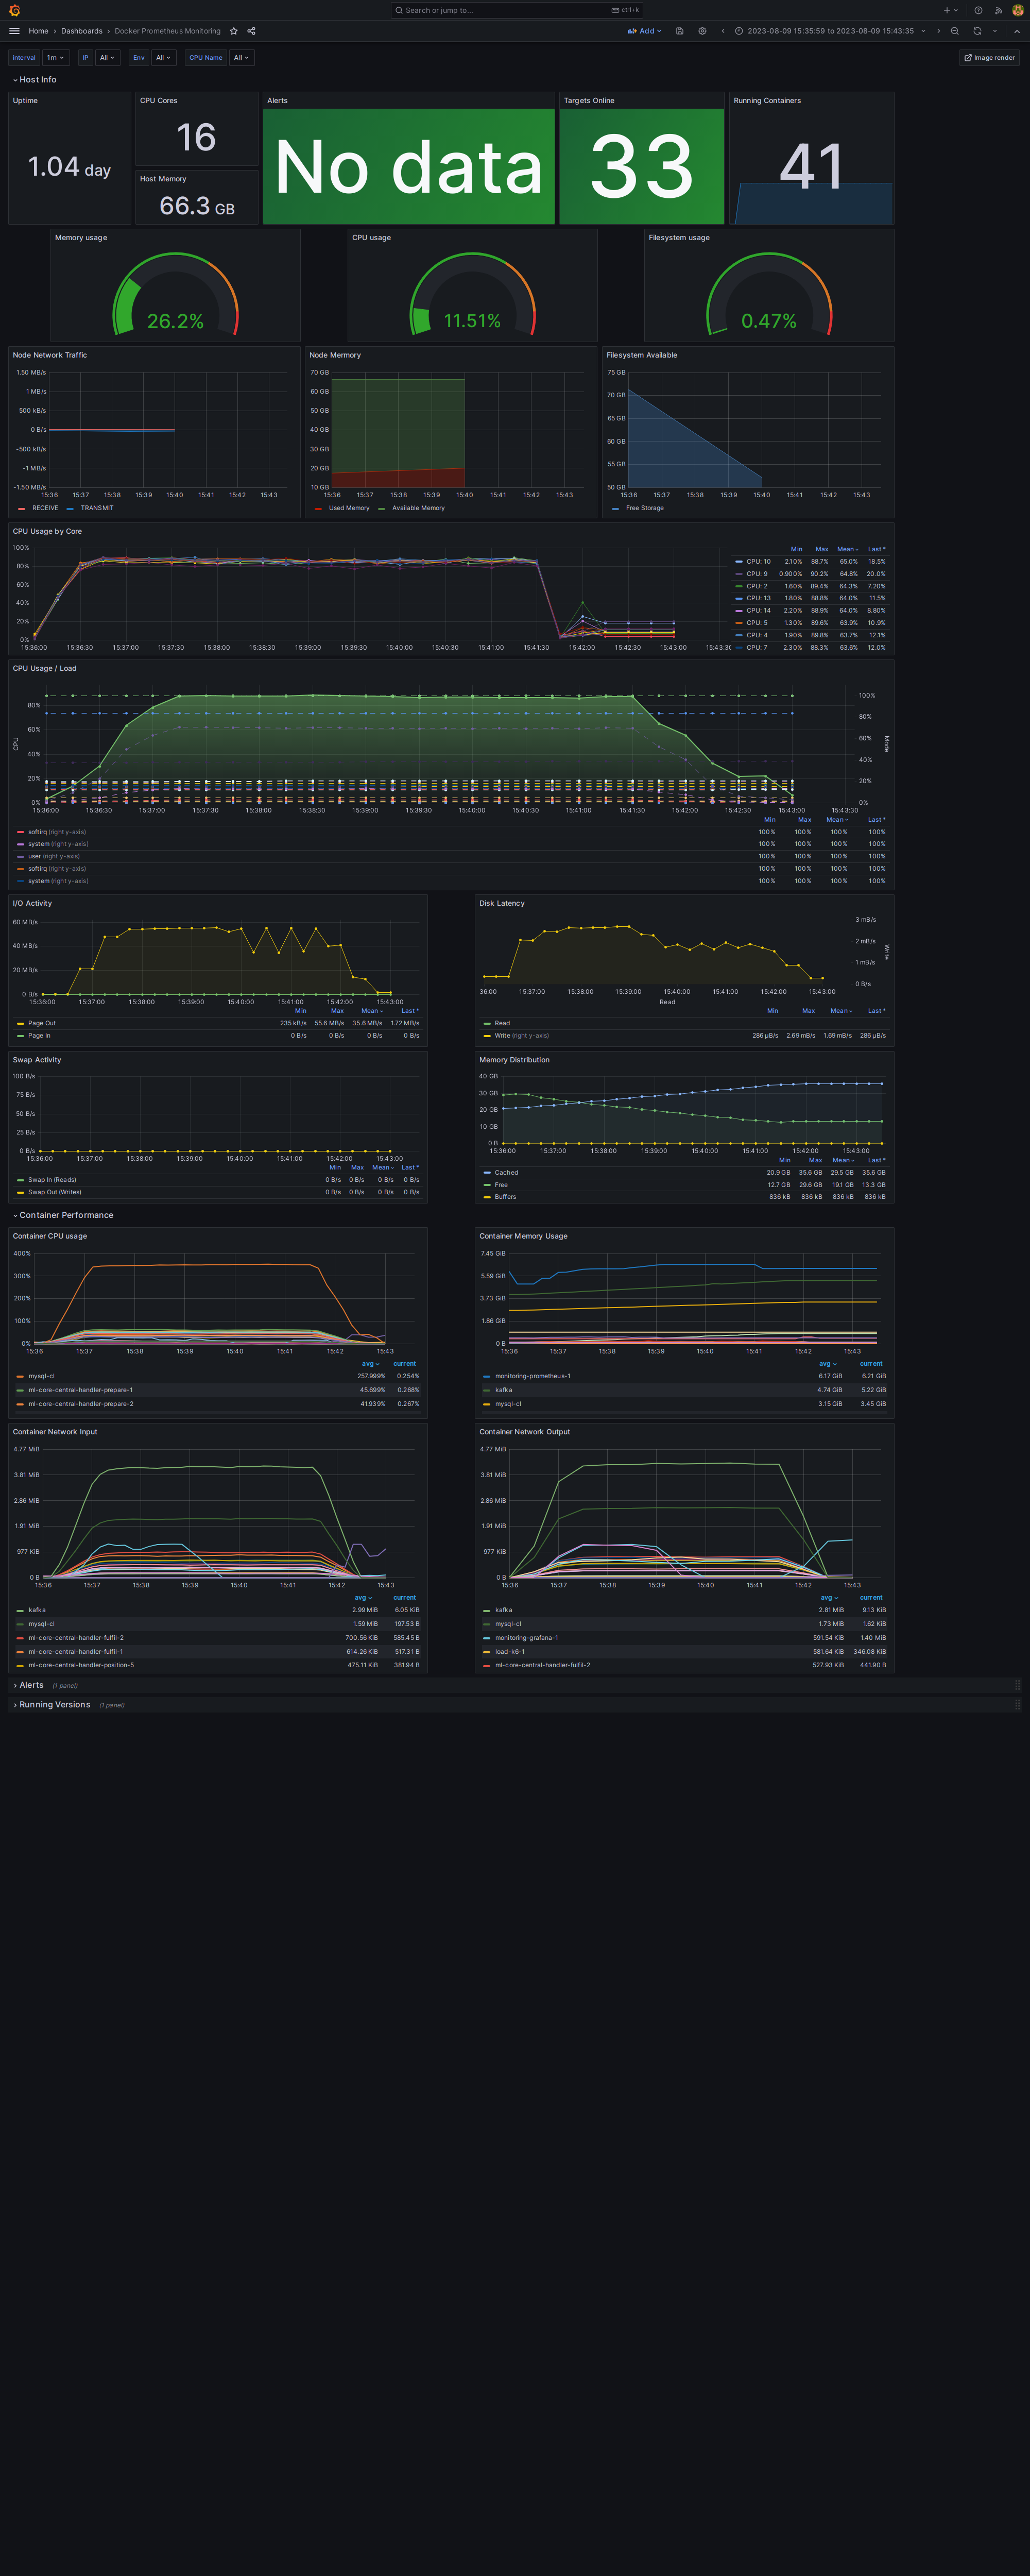 Search or jump to... ctrl+k
Home › Dashboards › Docker Prometheus Monitoring Add 2023-08-09 15:35:59 to 2023-08-09 15:43:35
Interval 1m IP All Env All CPU Name All Image render
Host Info
Uptime
1.04 day
CPU Cores
16
Host Memory
66.3 GB
Alerts
No data
Targets Online
33
Running Containers
41
Memory usage
26.2%
CPU usage
11.51%
Filesystem usage
0.47%
Node Network Traffic
1.50 MB/s
1 MB/s
500 kB/s
0 B/s
-500 kB/s
-1 MB/s
-1.50 MB/s
15:36 15:37 15:38 15:39 15:40 15:41 15:42 15:43
RECEIVE TRANSMIT
Node Mermory
70 GB
60 GB
50 GB
40 GB
30 GB
20 GB
10 GB
15:36 15:37 15:38 15:39 15:40 15:41 15:42 15:43
Used Memory Available Memory
Filesystem Available
75 GB
70 GB
65 GB
60 GB
55 GB
50 GB
15:36 15:37 15:38 15:39 15:40 15:41 15:42 15:43
Free Storage
CPU Usage by Core
100%
80%
60%
40%
20%
0%
15:36:00 15:36:30 15:37:00 15:37:30 15:38:00 15:38:30 15:39:00 15:39:30 15:40:00 15:40:30 15:41:00 15:41:30 15:42:00 15:42:30 15:43:00 15:43:30
Min Max Mean Last *
CPU: 10 2.10% 88.7% 65.0% 18.5%
CPU: 9 0.900% 90.2% 64.8% 20.0%
CPU: 2 1.60% 89.4% 64.3% 7.20%
CPU: 13 1.80% 88.8% 64.0% 11.5%
CPU: 14 2.20% 88.9% 64.0% 8.80%
CPU: 5 1.30% 89.6% 63.9% 10.9%
CPU: 4 1.90% 89.8% 63.7% 12.1%
CPU: 7 2.30% 88.3% 63.6% 12.0%
CPU Usage / Load
CPU
80%
60%
40%
20%
0%
Mode
100%
80%
60%
40%
20%
0%
15:36:00 15:36:30 15:37:00 15:37:30 15:38:00 15:38:30 15:39:00 15:39:30 15:40:00 15:40:30 15:41:00 15:41:30 15:42:00 15:42:30 15:43:00 15:43:30
Min Max Mean Last *
softirq (right y-axis) 100% 100% 100% 100%
system (right y-axis) 100% 100% 100% 100%
user (right y-axis) 100% 100% 100% 100%
softirq (right y-axis) 100% 100% 100% 100%
system (right y-axis) 100% 100% 100% 100%
I/O Activity
60 MB/s
40 MB/s
20 MB/s
0 B/s
15:36:00 15:37:00 15:38:00 15:39:00 15:40:00 15:41:00 15:42:00 15:43:00
Min Max Mean Last *
Page Out 235 kB/s 55.6 MB/s 35.6 MB/s 1.72 MB/s
Page In 0 B/s 0 B/s 0 B/s 0 B/s
Disk Latency
3 mB/s
2 mB/s
1 mB/s
0 B/s
Write
36:00 15:37:00 15:38:00 15:39:00 15:40:00 15:41:00 15:42:00 15:43:00
Read
Min Max Mean Last *
Read
Write (right y-axis) 286 µB/s 2.69 mB/s 1.69 mB/s 286 µB/s
Swap Activity
100 B/s
75 B/s
50 B/s
25 B/s
0 B/s
15:36:00 15:37:00 15:38:00 15:39:00 15:40:00 15:41:00 15:42:00 15:43:00
Min Max Mean Last *
Swap In (Reads) 0 B/s 0 B/s 0 B/s 0 B/s
Swap Out (Writes) 0 B/s 0 B/s 0 B/s 0 B/s
Memory Distribution
40 GB
30 GB
20 GB
10 GB
0 B
15:36:00 15:37:00 15:38:00 15:39:00 15:40:00 15:41:00 15:42:00 15:43:00
Min Max Mean Last *
Cached 20.9 GB 35.6 GB 29.5 GB 35.6 GB
Free 12.7 GB 29.6 GB 19.1 GB 13.3 GB
Buffers 836 kB 836 kB 836 kB 836 kB
Container Performance
Container CPU usage
400%
300%
200%
100%
0%
15:36 15:37 15:38 15:39 15:40 15:41 15:42 15:43
avg current
mysql-cl 257.999% 0.254%
ml-core-central-handler-prepare-1 45.699% 0.268%
ml-core-central-handler-prepare-2 41.939% 0.267%
Container Memory Usage
7.45 GiB
5.59 GiB
3.73 GiB
1.86 GiB
0 B
15:36 15:37 15:38 15:39 15:40 15:41 15:42 15:43
avg current
monitoring-prometheus-1 6.17 GiB 6.21 GiB
kafka 4.74 GiB 5.22 GiB
mysql-cl 3.15 GiB 3.45 GiB
Container Network Input
4.77 MiB
3.81 MiB
2.86 MiB
1.91 MiB
977 KiB
0 B
15:36 15:37 15:38 15:39 15:40 15:41 15:42 15:43
avg current
kafka 2.99 MiB 6.05 KiB
mysql-cl 1.59 MiB 197.53 B
ml-core-central-handler-fulfil-2 700.56 KiB 585.45 B
ml-core-central-handler-fulfil-1 614.26 KiB 517.31 B
ml-core-central-handler-position-5 475.11 KiB 381.94 B
Container Network Output
4.77 MiB
3.81 MiB
2.86 MiB
1.91 MiB
977 KiB
0 B
15:36 15:37 15:38 15:39 15:40 15:41 15:42 15:43
avg current
kafka 2.81 MiB 9.13 KiB
mysql-cl 1.73 MiB 1.62 KiB
monitoring-grafana-1 591.54 KiB 1.40 MiB
load-k6-1 581.64 KiB 346.08 KiB
ml-core-central-handler-fulfil-2 527.93 KiB 441.90 B
Alerts (1 panel)
Running Versions (1 panel)